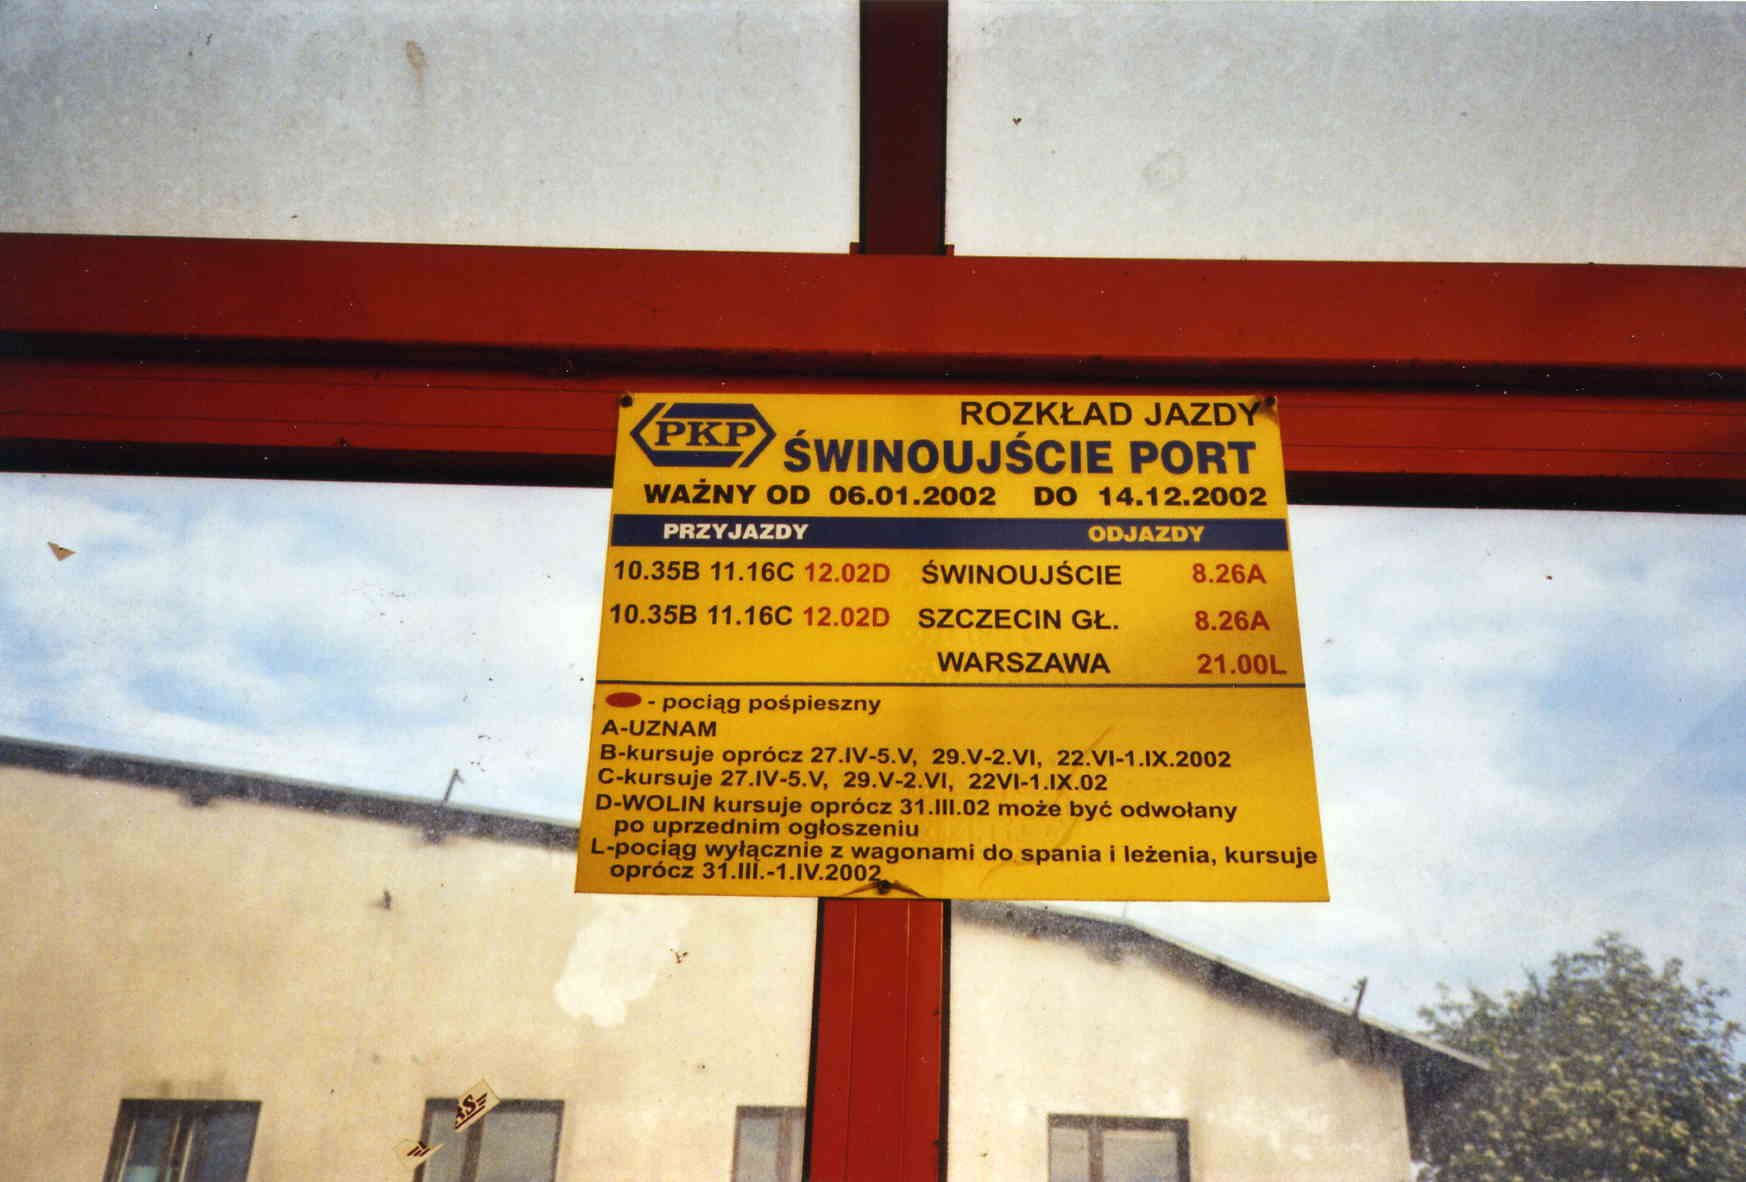 PKP
ROZKŁAD JAZDY
ŚWINOUJŚCIE PORT
WAŻNY OD 06.01.2002 DO 14.12.2002
PRZYJAZDY ODJAZDY
10.35B 11.16C 12.02D ŚWINOUJŚCIE 8.26A
10.35B 11.16C 12.02D SZCZECIN GŁ. 8.26A
WARSZAWA 21.00L
- pociąg pośpieszny
A-UZNAM
B-kursuje oprócz 27.IV-5.V, 29.V-2.VI, 22.VI-1.IX.2002
C-kursuje 27.IV-5.V, 29.V-2.VI, 22VI-1.IX.02
D-WOLIN kursuje oprócz 31.III.02 może być odwołany
po uprzednim ogłoszeniu
L-pociąg wyłącznie z wagonami do spania i leżenia, kursuje
oprócz 31.III.-1.IV.2002